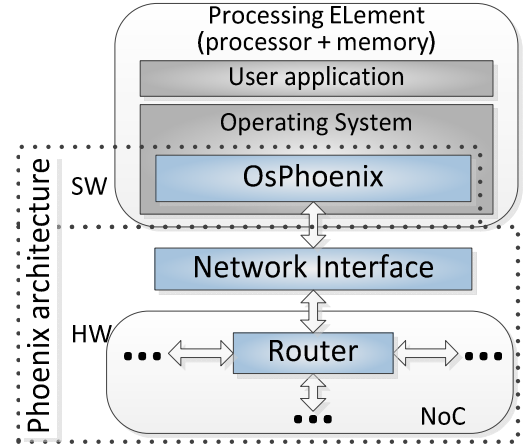 Processing ELement
(processor + memory)
User application
Operating System
OsPhoenix
SW
Phoenix architecture
Network Interface
HW
Router
NoC